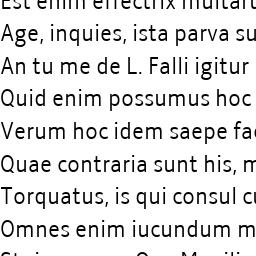 Est enim effectrix multarum
Age, inquies, ista parva su
An tu me de L. Falli igitur
Quid enim possumus hoc
Verum hoc idem saepe fac
Quae contraria sunt his, m
Torquatus, is qui consul cu
Omnes enim iucundum m